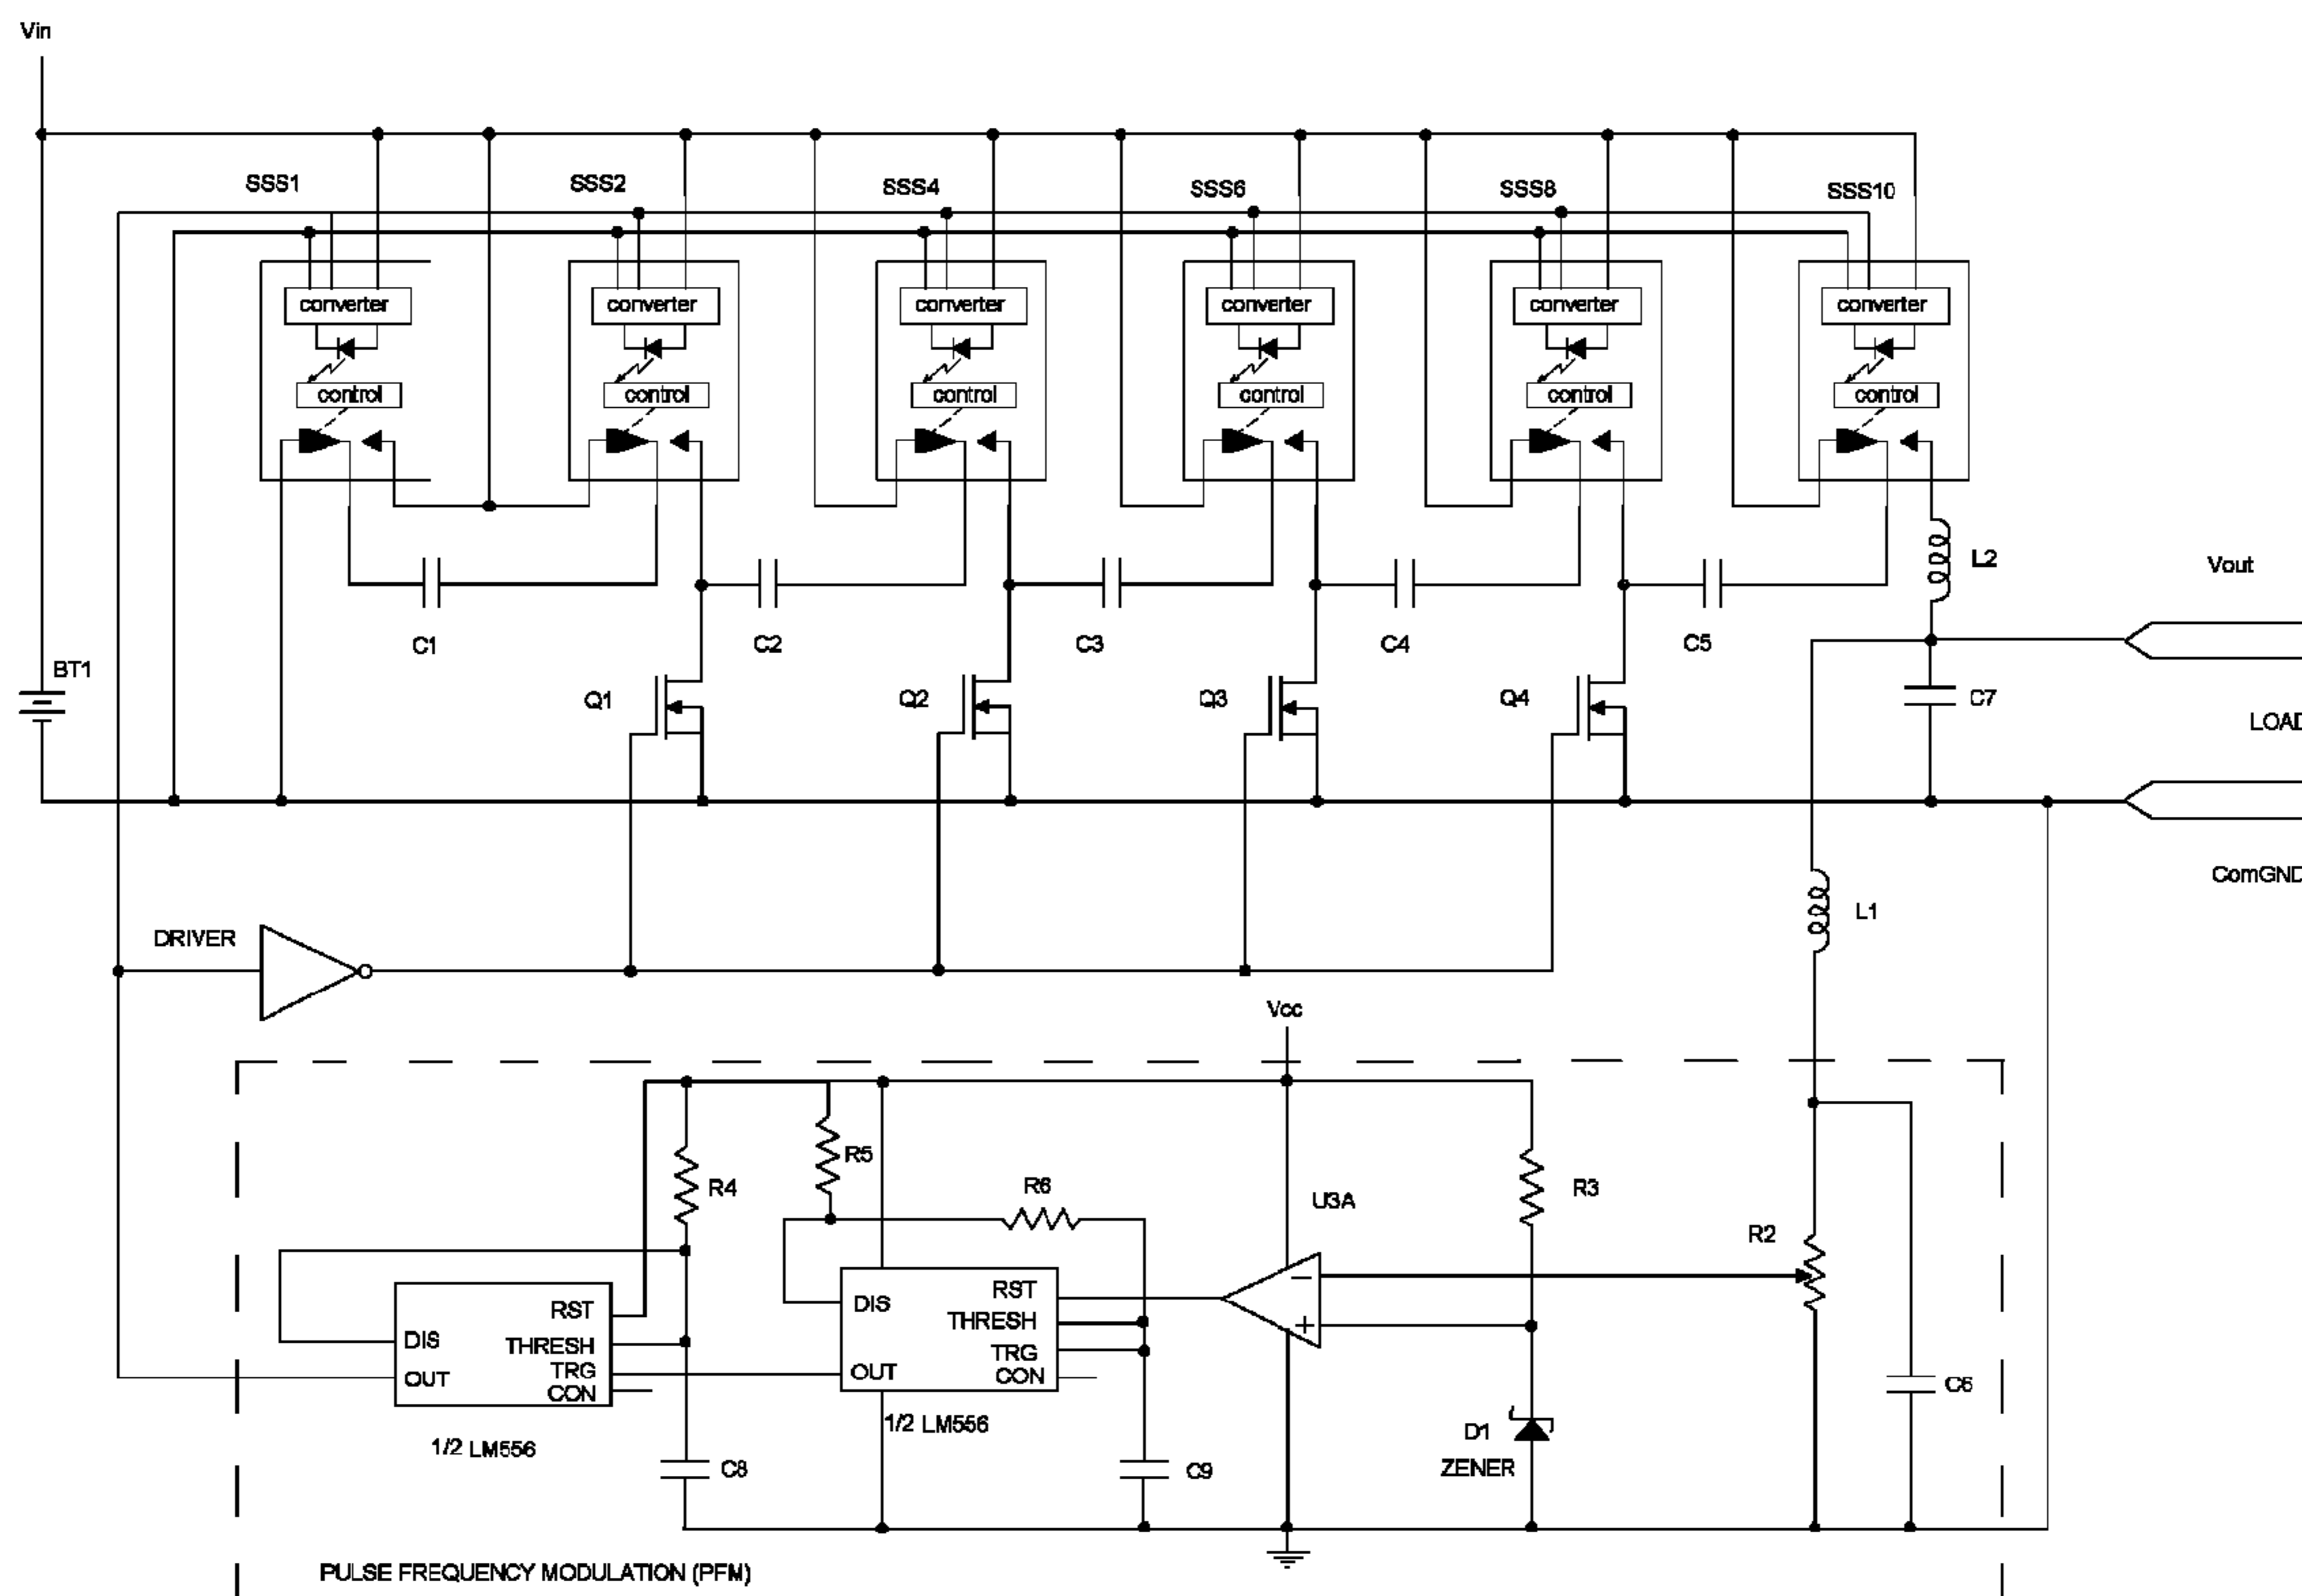 Vin
SSS1
SSS2
SSS4
SSS6
SSS8
SSS10
converter
converter
converter
converter
converter
converter
control
control
control
control
control
control
L2
Vout
C1
C2
C3
C4
C5
BT1
Q1
Q2
Q3
Q4
C7
LOAD
ComGND
L1
DRIVER
Vcc
R5
R4
R6
U3A
R3
R2
RST
THRESH
TRG
CON
DIS
OUT
1/2 LM556
DIS
OUT
RST
THRESH
TRG
CON
1/2 LM556
−
+
C6
D1
ZENER
C8
C9
PULSE FREQUENCY MODULATION (PFM)